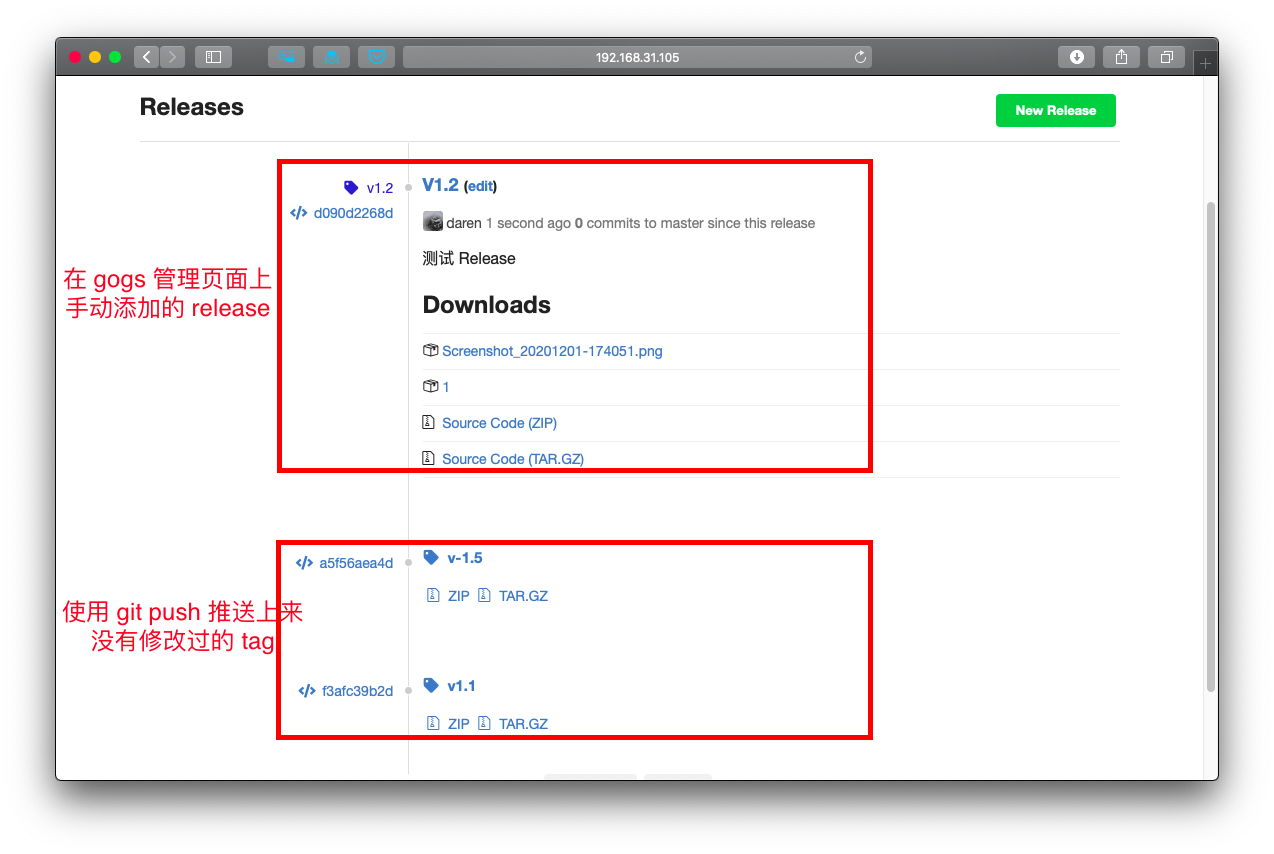 192.168.31.105
Releases
New Release
v1.2
V1.2 (edit)
d090d2268d
daren 1 second ago 0 commits to master since this release
测试 Release
在 gogs 管理页面上
手动添加的 release
Downloads
Screenshot_20201201-174051.png
1
Source Code (ZIP)
Source Code (TAR.GZ)
a5f56aea4d
v-1.5
ZIP TAR.GZ
使用 git push 推送上来
没有修改过的 tag
f3afc39b2d
v1.1
ZIP TAR.GZ